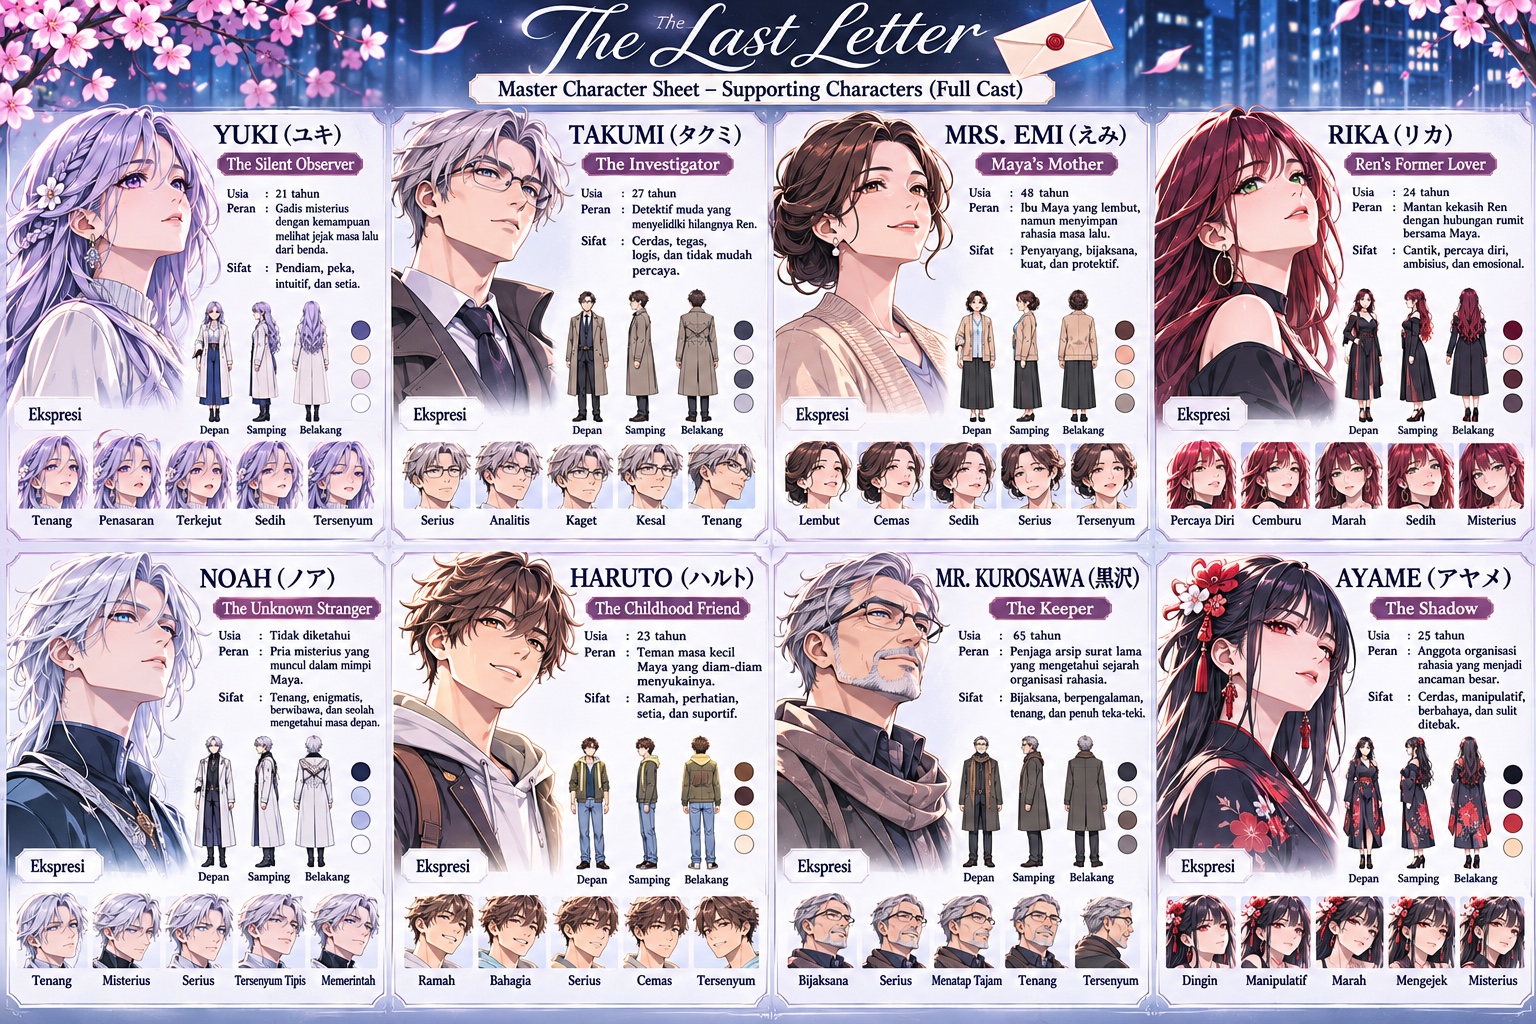 The
The Last Letter
Master Character Sheet – Supporting Characters (Full Cast)
YUKI (ユキ)
The Silent Observer
Usia : 21 tahun
Peran : Gadis misterius
dengan kemampuan
melihat jejak masa lalu
dari benda.
Sifat : Pendiam, peka,
intuitif, dan setia.
Depan Samping Belakang
Ekspresi
Tenang Penasaran Terkejut Sedih Tersenyum
TAKUMI (タクミ)
The Investigator
Usia : 27 tahun
Peran : Detektif muda yang
menyelidlki hilangnya Ren.
Sifat : Cerdas, tegas,
logis, dan tidak mudah
percaya.
Depan Samping Belakang
Ekspresi
Serius Analitis Kaget Kesal Tenang
MRS. EMI (えみ)
Maya's Mother
Usia : 48 tahun
Peran : Ibu Maya yang lembut,
namun menyimpan
rahasia masa lalu.
Sifat : Penyayang, bijaksana,
kuat, dan protektif.
Depan Samping Belakang
Ekspresi
Lembut Cemas Sedih Serius Tersenyum
RIKA (リカ)
Ren's Former Lover
Usia : 24 tahun
Peran : Mantan kekasih Ren
dengan hubungan rumit
bersama Maya.
Sifat : Cantik, percaya diri,
ambisius, dan emosional.
Depan Samping Belakang
Ekspresi
Percaya Diri Cemburu Marah Sedih Misterius
NOAH (ノア)
The Unknown Stranger
Usia : Tidak diketahui
Peran : Pria misterius yang
muncul dalam mimpi
Maya.
Sifat : Tenang, enigmatis,
berwibawa, dan seolah
mengetahui masa depan.
Depan Samping Belakang
Ekspresi
Tenang Misterius Serius Tersenyum Tipis Memerintah
HARUTO (ハルト)
The Childhood Friend
Usia : 23 tahun
Peran : Teman masa kecil
Maya yang diam-diam
menyukainya.
Sifat : Ramah, perhatian,
setia, dan suportif.
Depan Samping Belakang
Ekspresi
Ramah Bahagia Serius Cemas Tersenyum
MR. KUROSAWA (黒沢)
The Keeper
Usia : 65 tahun
Peran : Penjaga arsip surat lama
yang mengetahui sejarah
organisasi rahasia.
Sifat : Bijaksana, berpengalaman,
tenang, dan penuh teka-teki.
Depan Samping Belakang
Ekspresi
Bijaksana Serius Menatap Tajam Tenang Tersenyum
AYAME (アヤメ)
The Shadow
Usia : 25 tahun
Peran : Anggota organisasi
rahasia yang menjadi
ancaman besar.
Sifat : Cerdas, manipulatif,
berbahaya, dan sulit
ditebak.
Depan Samping Belakang
Ekspresi
Dingin Manipulatif Marah Mengejek Misterius